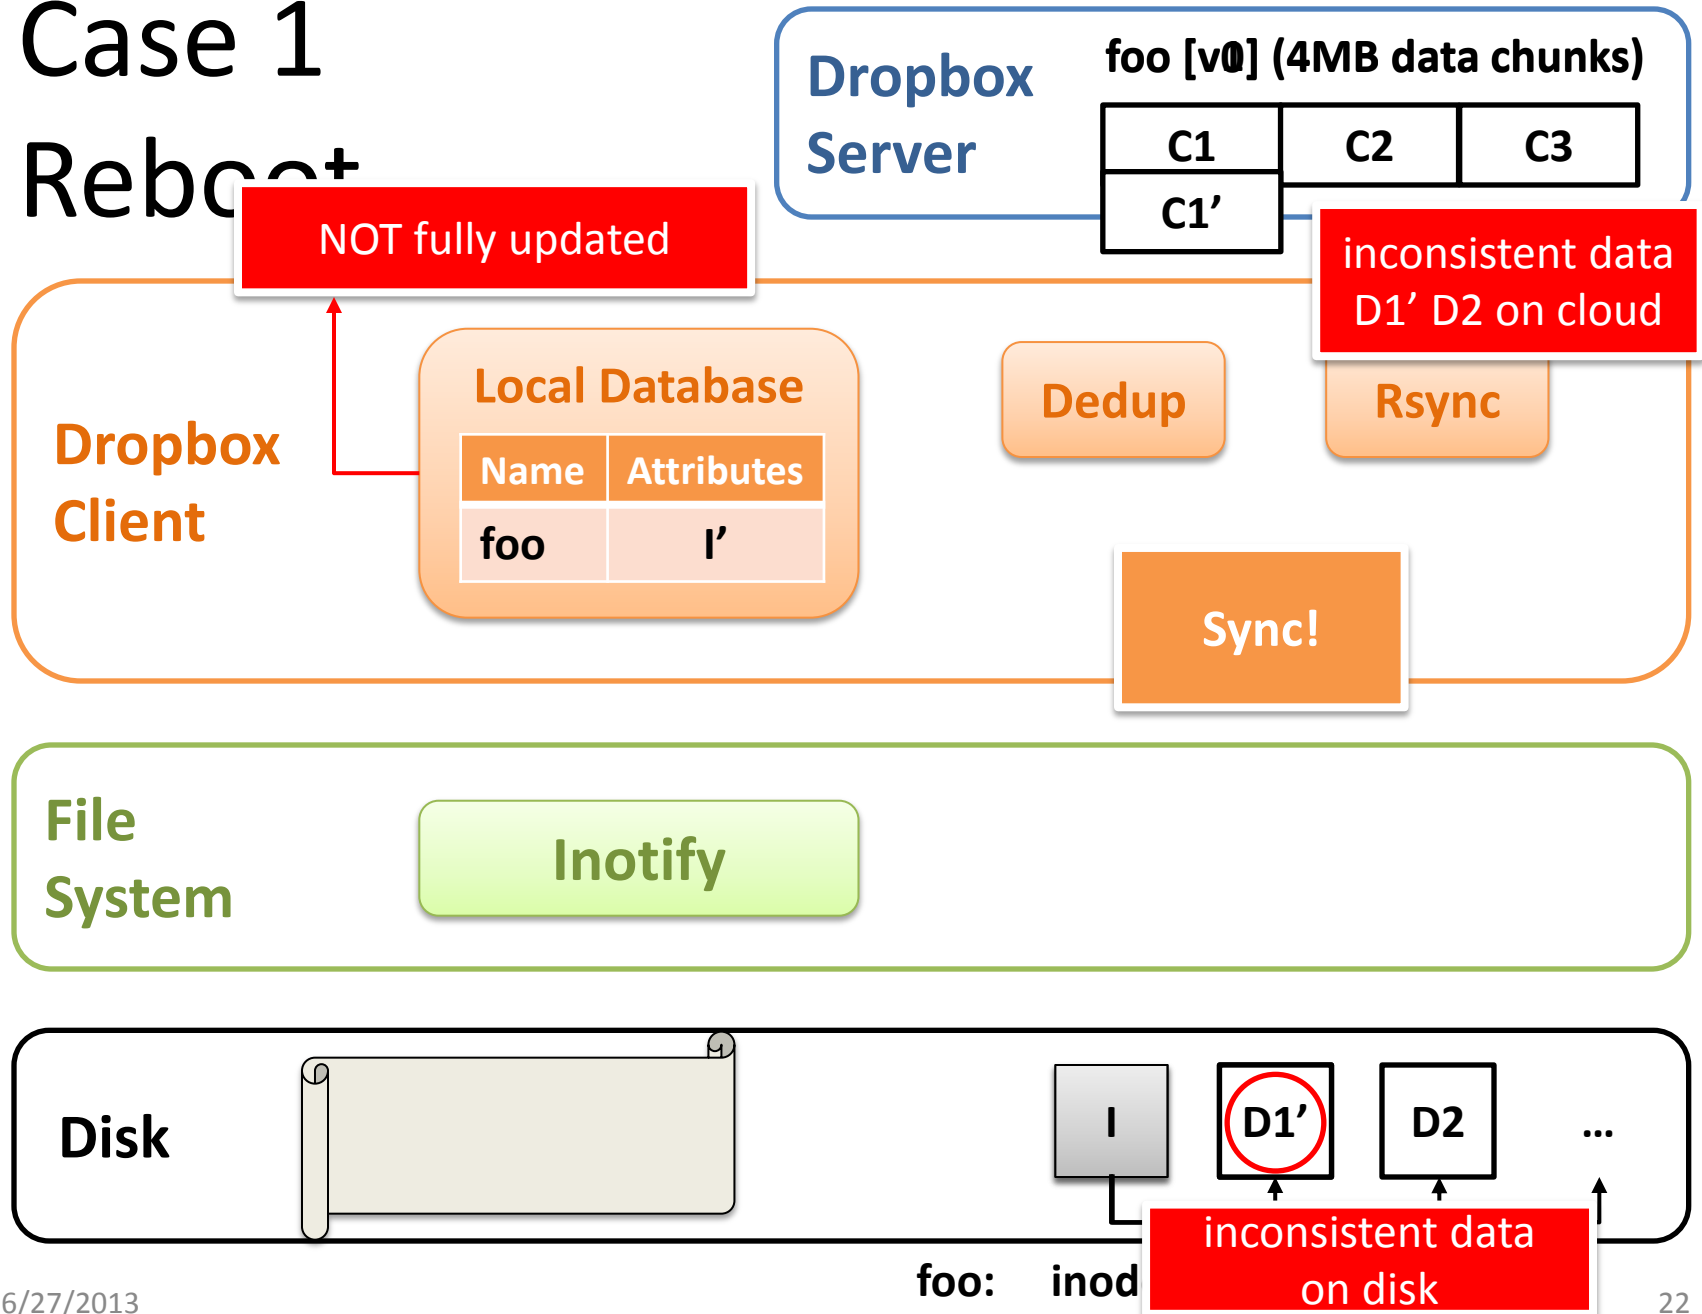 Case 1
Reboot
Dropbox
Server
foo [v] (4MB data chunks)
C1 C2 C3
C1’
NOT fully updated
inconsistent data
D1’ D2 on cloud
Dropbox
Client
Local Database
Name Attributes
foo I’
Dedup
Rsync
Sync!
File
System
Inotify
Disk
I D1’ D2 ...
inconsistent data
on disk
foo: inod
6/27/2013
22